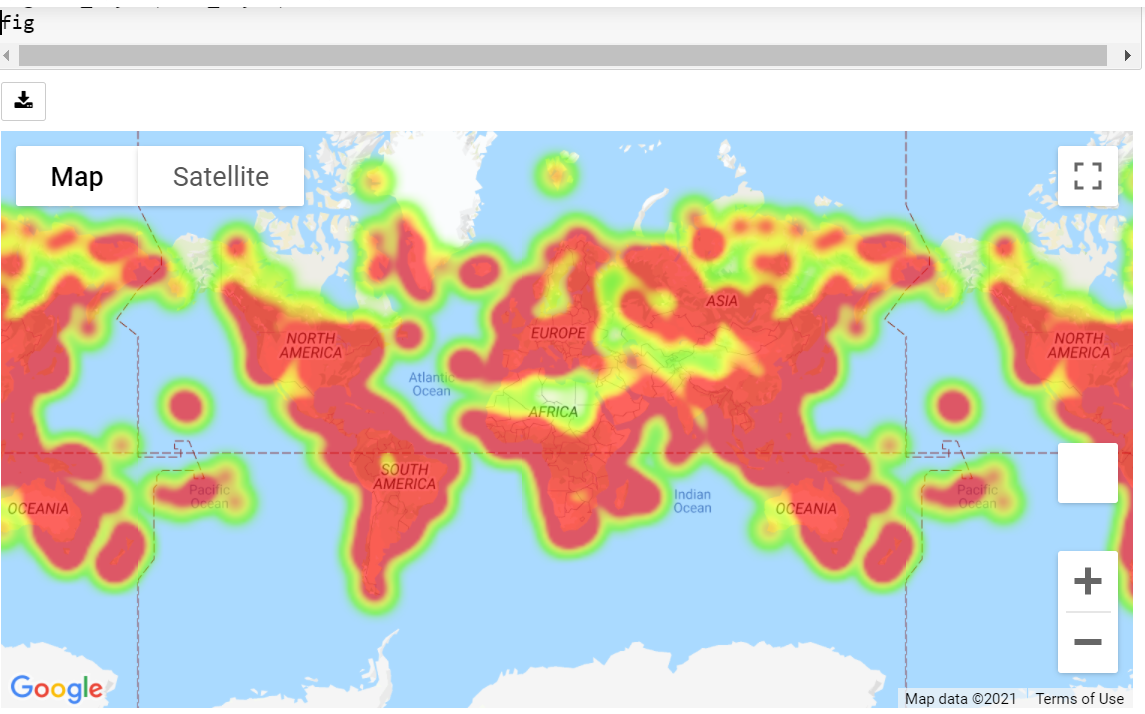 fig
Map
Satellite
ASIA
NORTH
AMERICA
EUROPE
NORTH
AMERICA
Atlantic
Ocean
AFRICA
SOUTH
AMERICA
OCEANIA
Pacific
Ocean
Indian
Ocean
OCEANIA
Pacific
Ocean
Google
Map data ©2021
Terms of Use